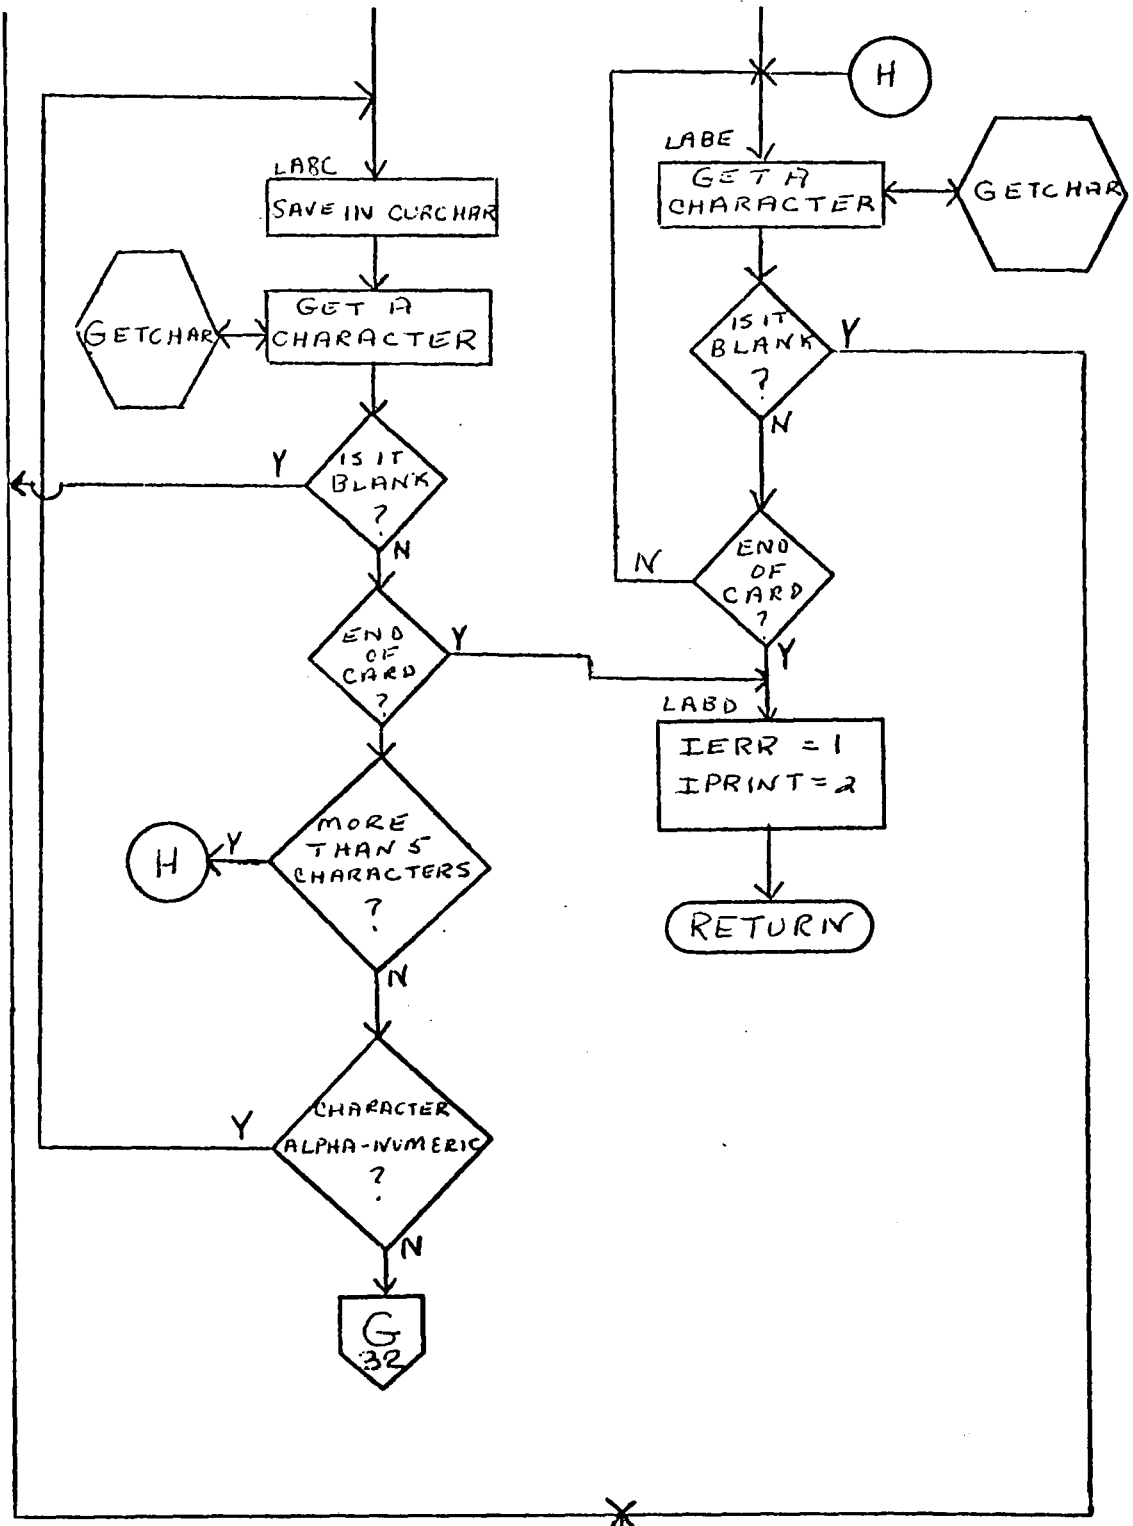 LABC
SAVE IN CURCHAR
GETCHAR
GET A
CHARACTER
Y
IS IT
BLANK
?
N
END
OF
CARD
?
Y
MORE
THAN 5
CHARACTERS
?
Y
H
N
CHARACTER
ALPHA-NUMERIC
?
Y
N
G
32
H
LABE
GET A
CHARACTER
GETCHAR
IS IT
BLANK
?
Y
N
END
OF
CARD
?
N
Y
LABD
IERR = 1
IPRINT = 2
RETURN